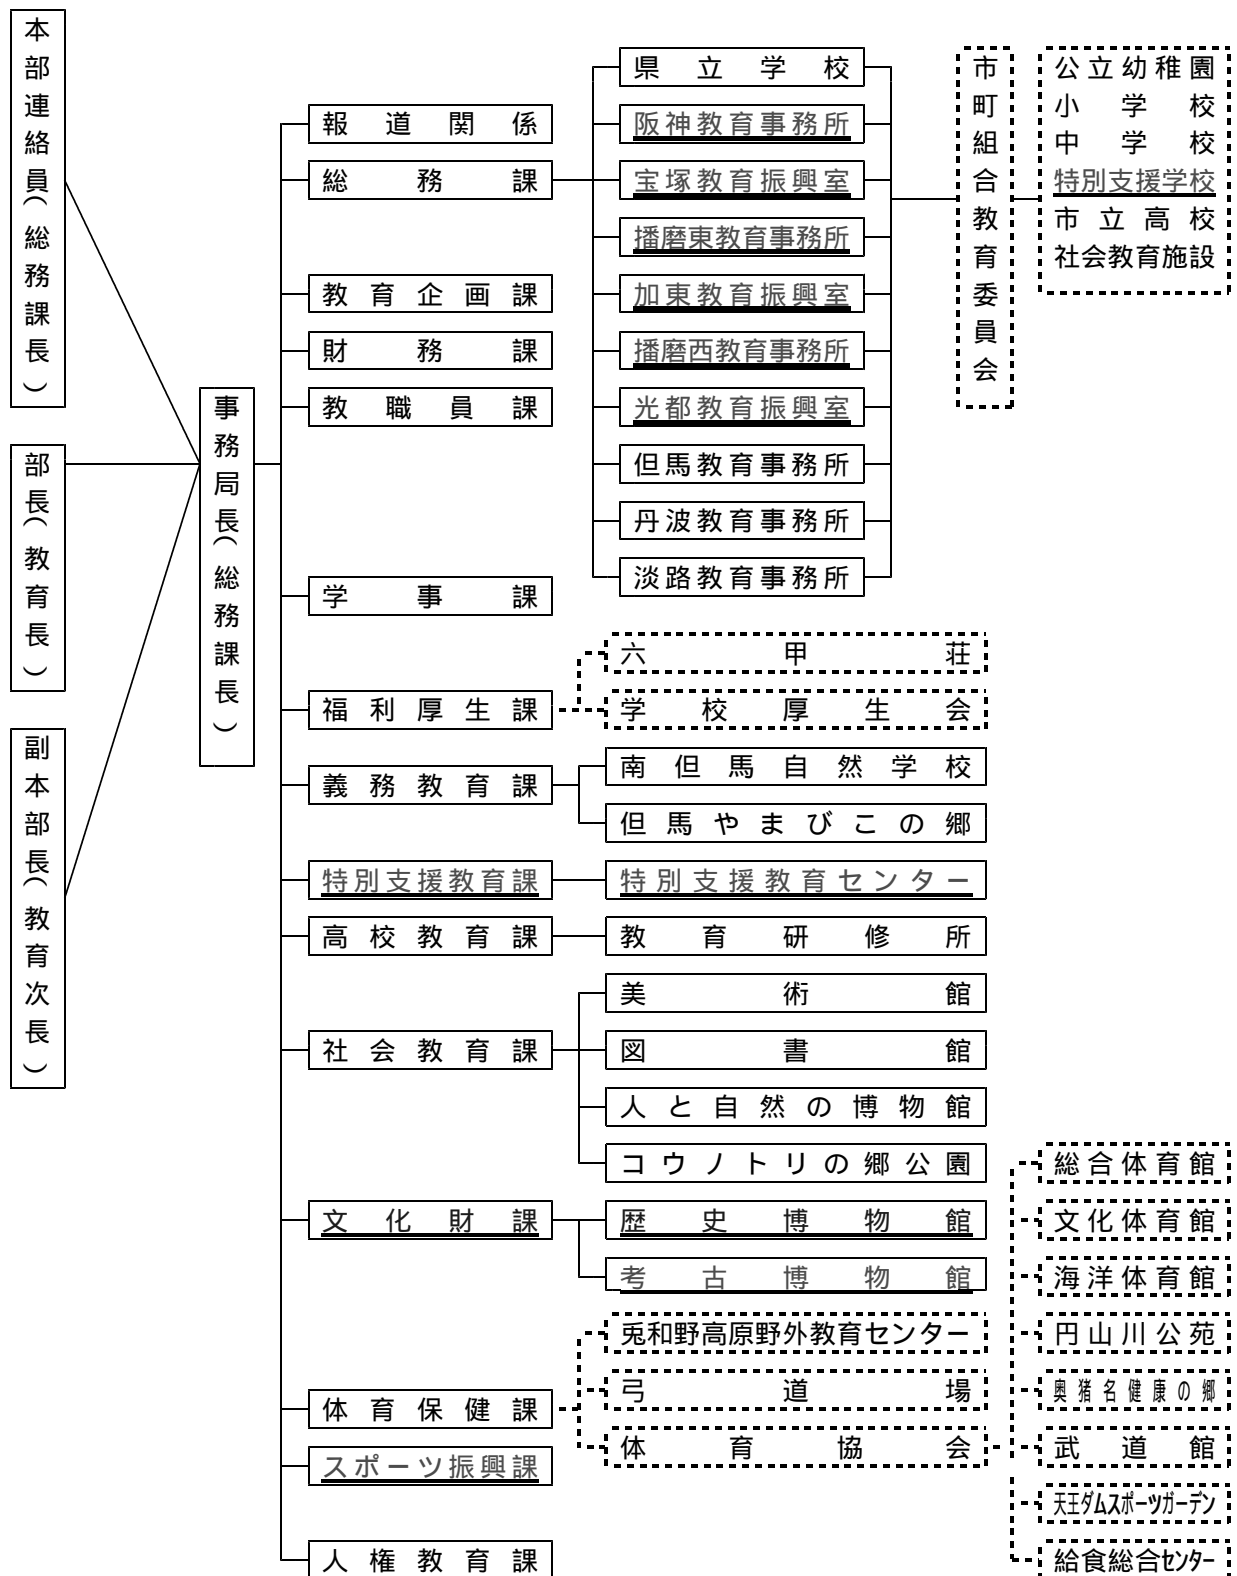 本部連絡員(総務課長)
部長(教育長)
副本部長(教育次長)
事務局長(総務課長)
報道関係
総務課
教育企画課
財務課
教職員課
学事課
福利厚生課
義務教育課
特別支援教育課
高校教育課
社会教育課
文化財課
体育保健課
スポーツ振興課
人権教育課
県立学校
阪神教育事務所
宝塚教育振興室
播磨東教育事務所
加東教育振興室
播磨西教育事務所
光都教育振興室
但馬教育事務所
丹波教育事務所
淡路教育事務所
六甲荘
学校厚生会
南但馬自然学校
但馬やまびこの郷
特別支援教育センター
教育研修所
美術館
図書館
人と自然の博物館
コウノトリの郷公園
歴史博物館
考古博物館
兎和野高原野外教育センター
弓道場
体育協会
市町組合教育委員会
公立幼稚園
小学校
中学校
特別支援学校
市立高校
社会教育施設
総合体育館
文化体育館
海洋体育館
円山川公苑
奥猪名健康の郷
武道館
天王ダムスポーツガーデン
給食総合センター